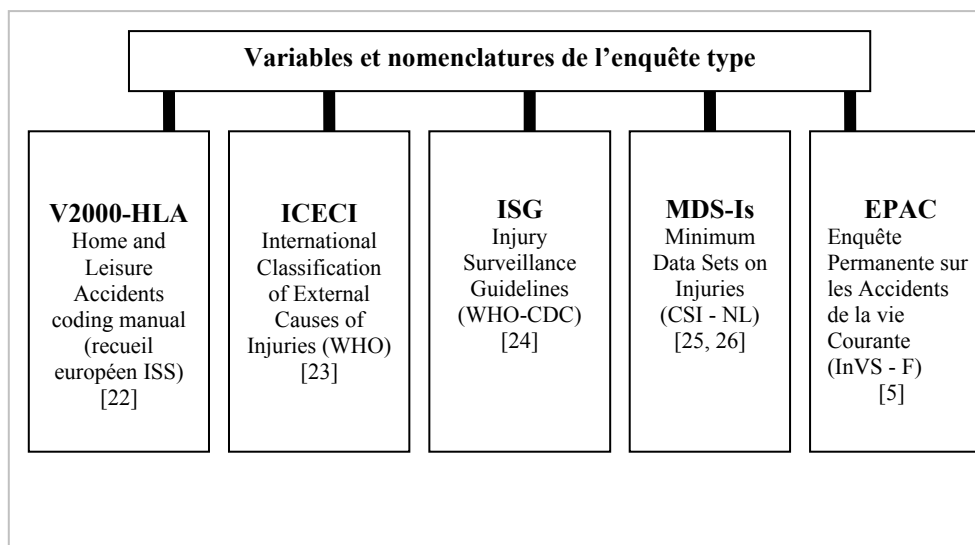 Variables et nomenclatures de l'enquête type
V2000-HLA
Home and
Leisure
Accidents
coding manual
(recueil
européen ISS)
[22]
ICECI
International
Classification
of External
Causes of
Injuries (WHO)
[23]
ISG
Injury
Surveillance
Guidelines
(WHO-CDC)
[24]
MDS-Is
Minimum
Data Sets on
Injuries
(CSI - NL)
[25, 26]
EPAC
Enquête
Permanente sur
les Accidents
de la vie
Courante
(InVS - F)
[5]